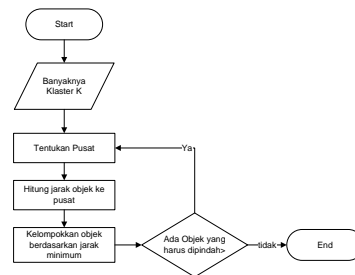 Start
Banyaknya
Klaster K
Tentukan Pusat
Ya
Hitung jarak objek ke
pusat
Kelompokkan objek
berdasarkan jarak
minimum
Ada Objek yang
harus dipindah>
tidak
End